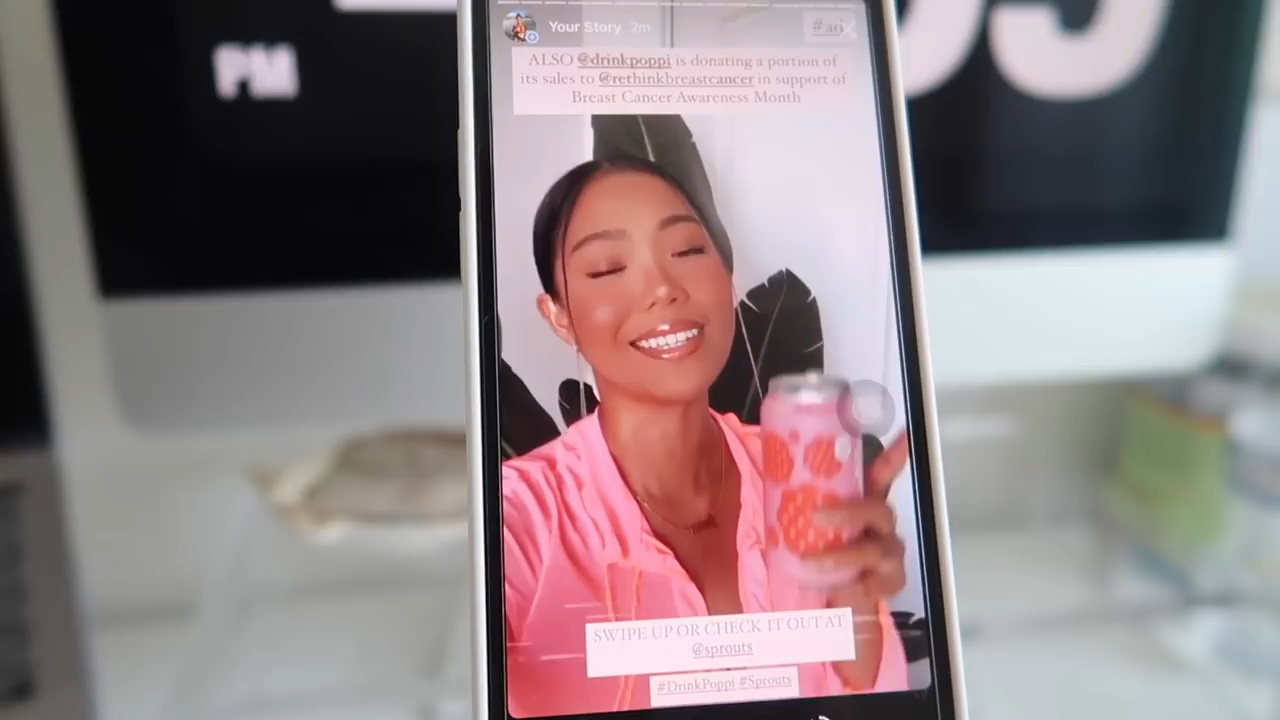 PM
05
Your Story 2m
#ad
ALSO @drinkpoppi is donating a portion of
its sales to @rethinkbreastcancer in support of
Breast Cancer Awareness Month
SWIPE UP OR CHECK IT OUT AT
@sprouts
#DrinkPoppi #Sprouts